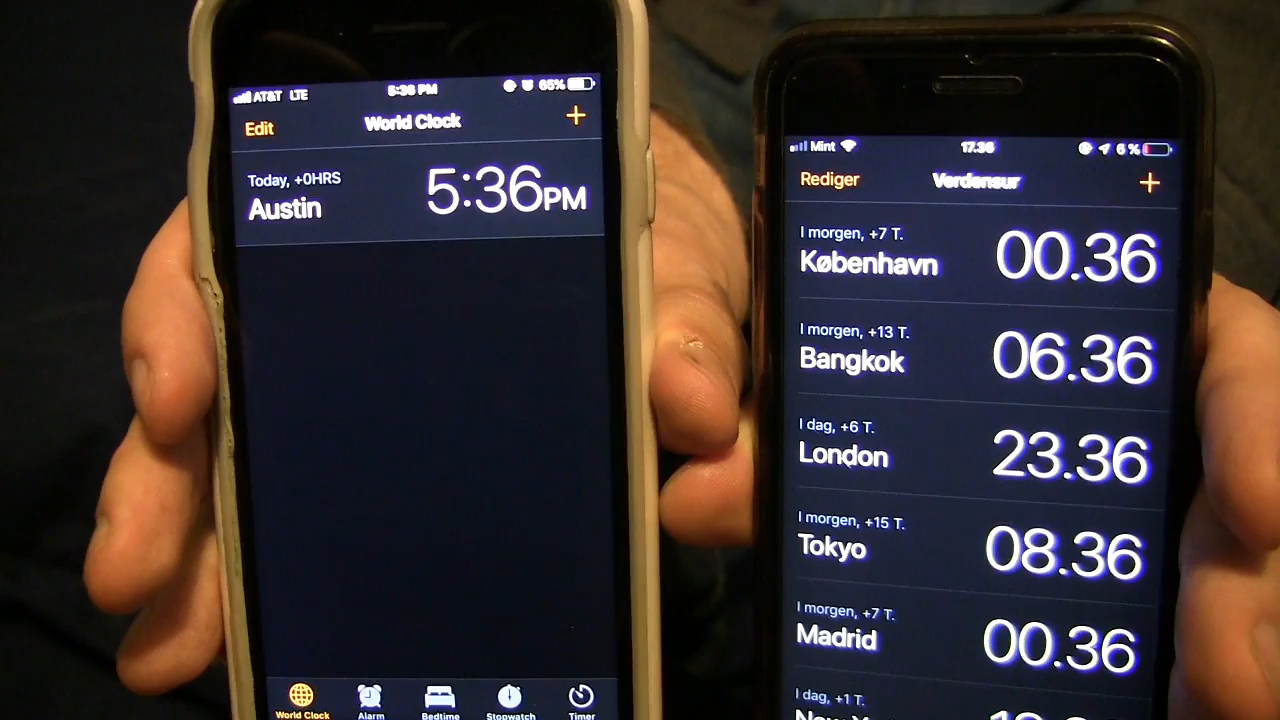 AT&T LTE 5:36 PM 65%
Edit World Clock +
Today, +0HRS
Austin 5:36PM
World Clock Alarm Bedtime Stopwatch Timer
Mint 17.36 6 %
Rediger Verdensur +
I morgen, +7 T.
København 00.36
I morgen, +13 T.
Bangkok 06.36
I dag, +6 T.
London 23.36
I morgen, +15 T.
Tokyo 08.36
I morgen, +7 T.
Madrid 00.36
I dag, +1 T.